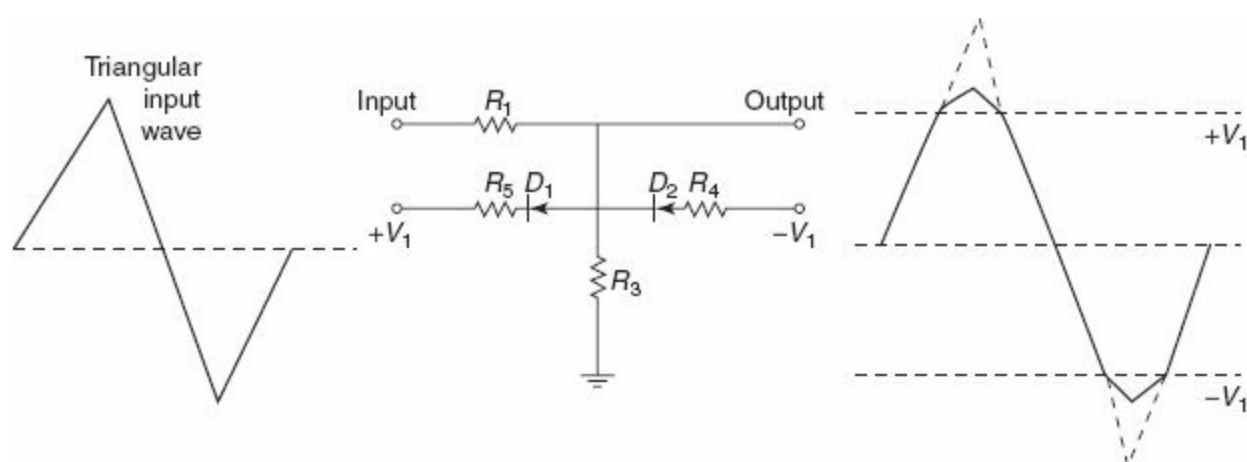 Triangular
input
wave
Input R1 Output
R5 D1 D2 R4
+V1 −V1
R3
+V1
−V1